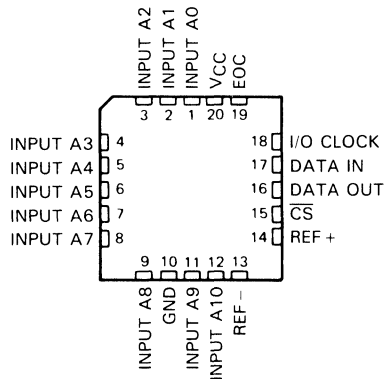 INPUT A2
INPUT A1
INPUT A0
VCC
EOC
3 2 1 20 19
INPUT A3 4
INPUT A4 5
INPUT A5 6
INPUT A6 7
INPUT A7 8
18 I/O CLOCK
17 DATA IN
16 DATA OUT
15 C̅S̅
14 REF+
9 10 11 12 13
INPUT A8
GND
INPUT A9
INPUT A10
REF−